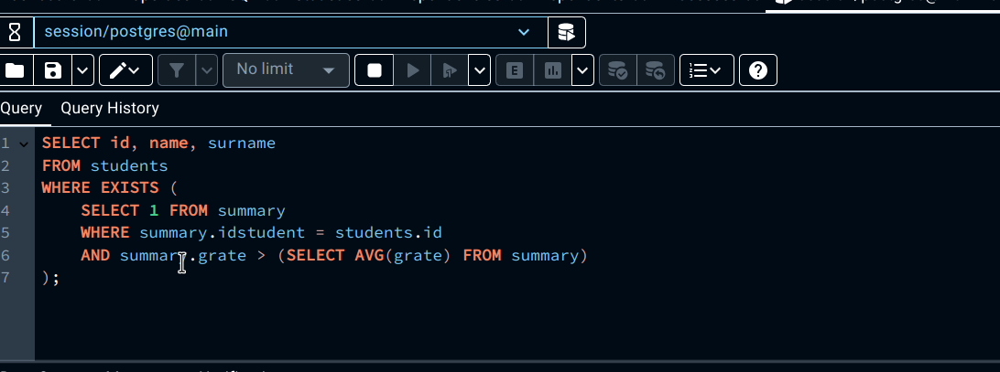 session/postgres@main
No limit
E
Query Query History
1 SELECT id, name, surname
2 FROM students
3 WHERE EXISTS (
4 SELECT 1 FROM summary
5 WHERE summary.idstudent = students.id
6 AND summary.grate > (SELECT AVG(grate) FROM summary)
7 );